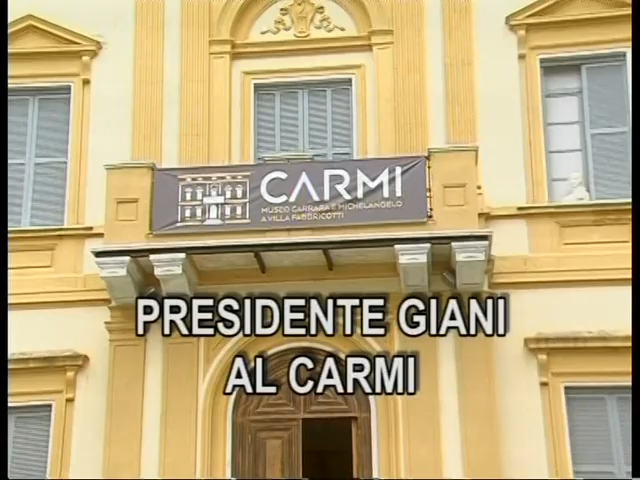 CARMI
MUSEO CARRARA E MICHELANGELO
A VILLA FABBRICOTTI
PRESIDENTE GIANI
AL CARMI